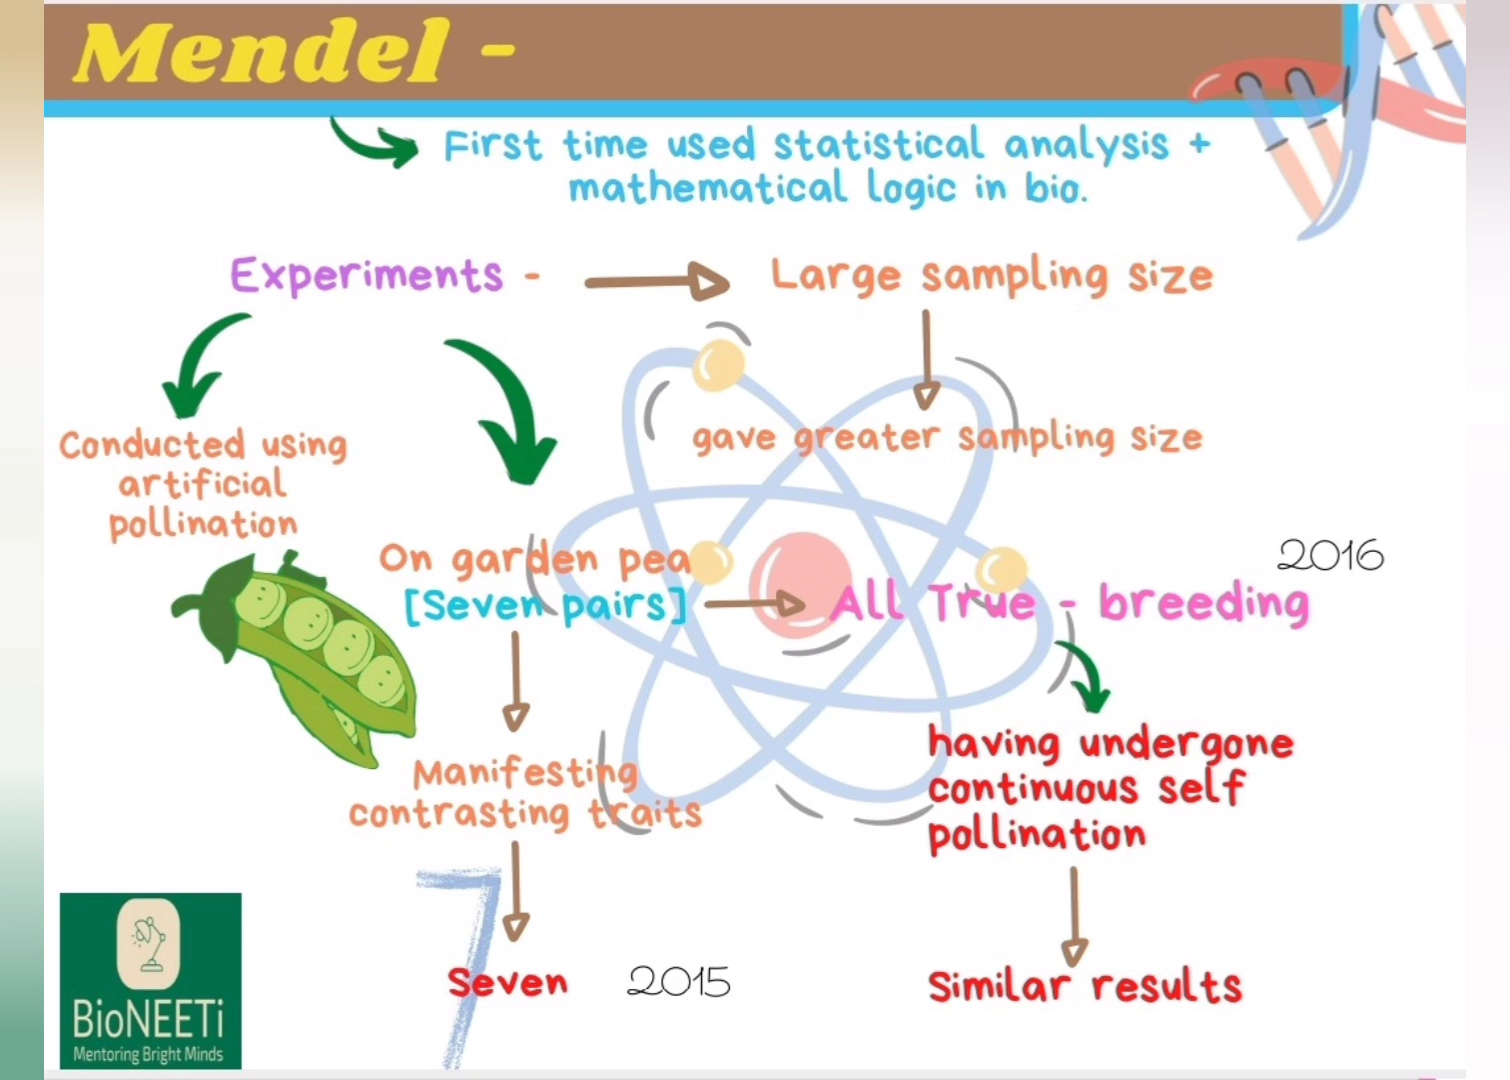 Mendel -
First time used statistical analysis +
mathematical logic in bio.
Experiments -
Large sampling size
gave greater sampling size
Conducted using
artificial
pollination
On garden pea
[Seven pairs]
All True - breeding
2016
having undergone
continuous self
pollination
Manifesting
contrasting traits
7
Seven
2015
Similar results
BioNEETi
Mentoring Bright Minds